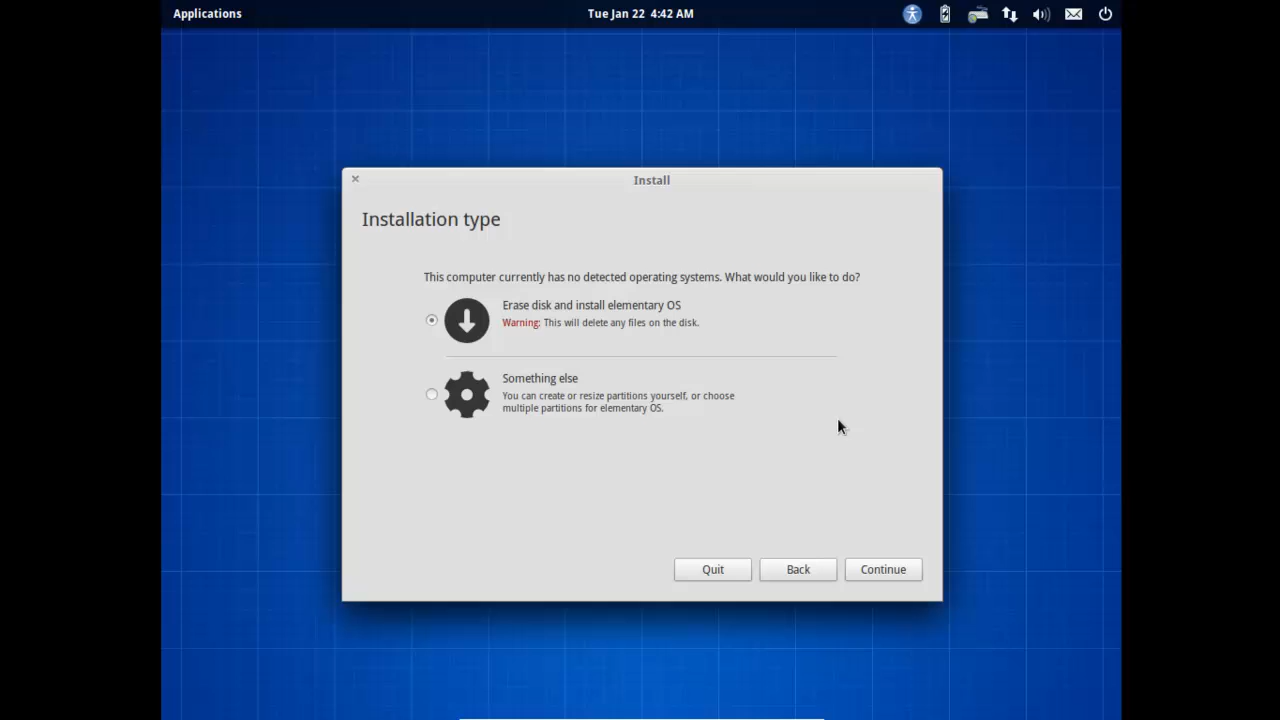 Applications
Tue Jan 22 4:42 AM
Install
Installation type
This computer currently has no detected operating systems. What would you like to do?
Erase disk and install elementary OS
Warning: This will delete any files on the disk.
Something else
You can create or resize partitions yourself, or choose
multiple partitions for elementary OS.
Quit Back Continue